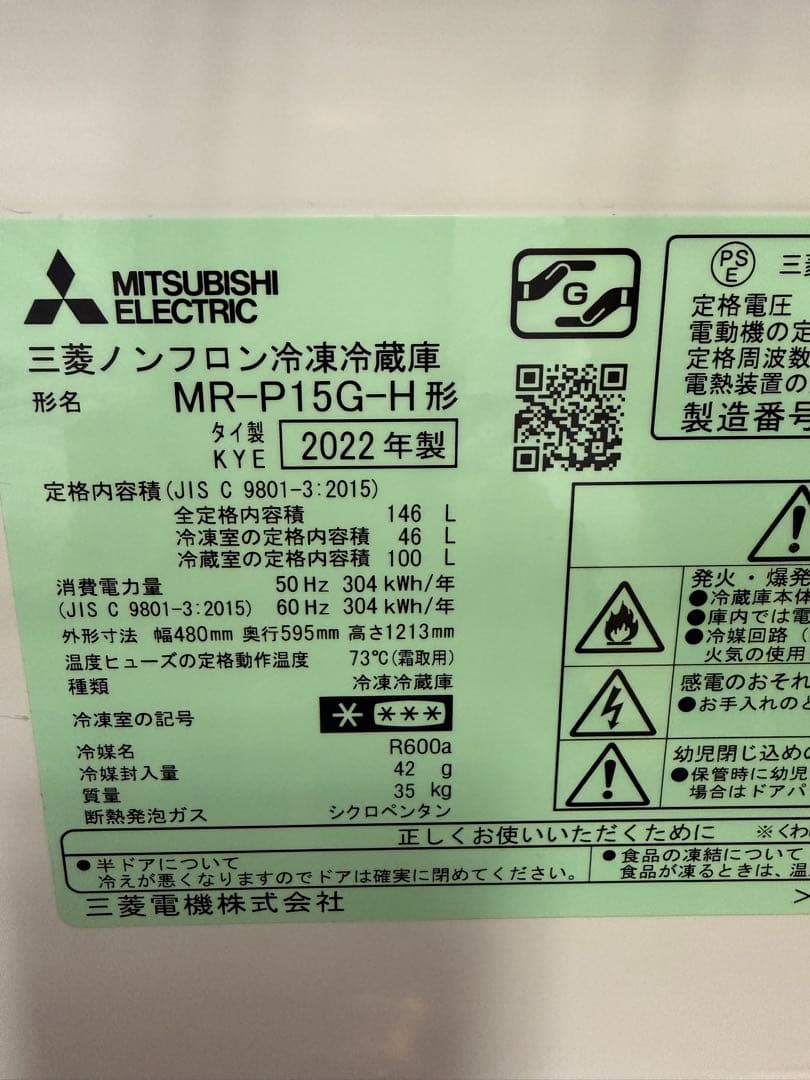 MITSUBISHI
ELECTRIC
三菱ノンフロン冷凍冷蔵庫
形名 MR-P15G-H形
タイ製
KYE 2022年製
定格内容積(JIS C 9801-3:2015)
全定格内容積 146 L
冷凍室の定格内容積 46 L
冷蔵室の定格内容積 100 L
消費電力量 50Hz 304kWh/年
(JIS C 9801-3:2015) 60Hz 304kWh/年
外形寸法 幅480mm 奥行595mm 高さ1213mm
温度ヒューズの定格動作温度 73℃(霜取用)
種類 冷凍冷蔵庫
冷凍室の記号 * ***
冷媒名 R600a
冷媒封入量 42 g
質量 35 kg
断熱発泡ガス シクロペンタン
G
PS
E
三菱
定格電圧
電動機の定
定格周波数
電熱装置の
製造番号
発火・爆発
●冷蔵庫本体
●庫内では電
●冷媒回路(
火気の使用
感電のおそれ
●お手入れのと
幼児閉じ込めの
●保管時に幼児
場合はドアパ
正しくお使いいただくために ※くわ
●半ドアについて
冷えが悪くなりますのでドアは確実に閉めてください。
●食品の凍結について
食品が凍るときは、温
三菱電機株式会社